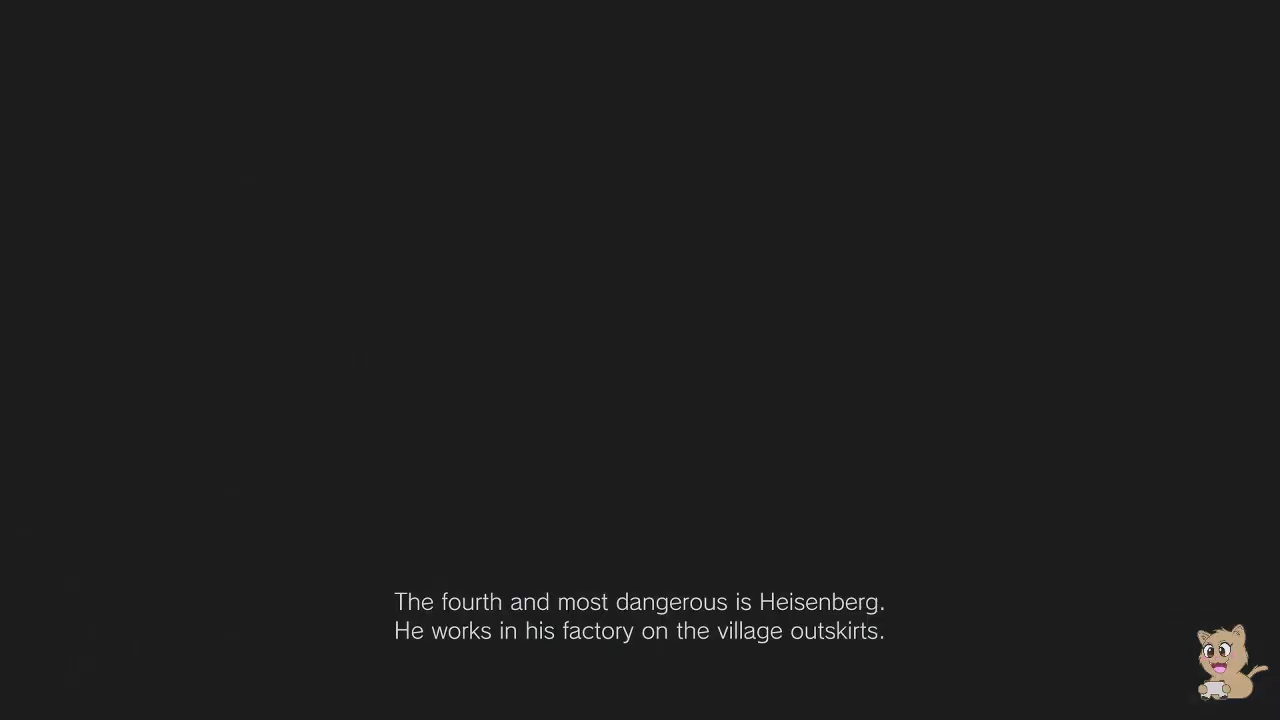 The fourth and most dangerous is Heisenberg.
He works in his factory on the village outskirts.